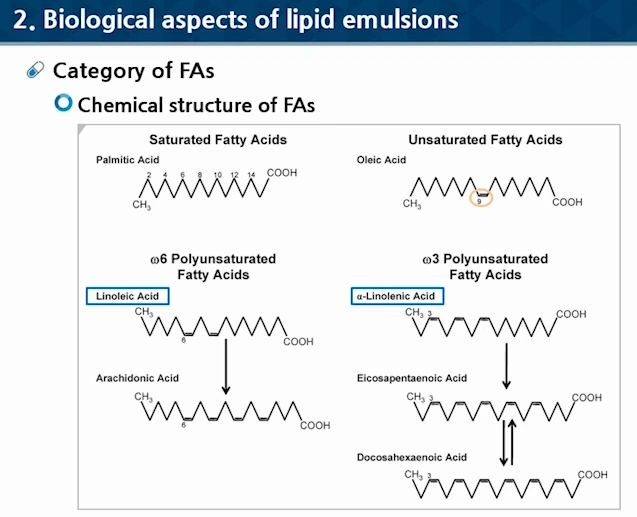 2. Biological aspects of lipid emulsions
Category of FAs
Chemical structure of FAs
Saturated Fatty Acids
Palmitic Acid
2 4 6 8 10 12 14 COOH
CH3
Unsaturated Fatty Acids
Oleic Acid
9
CH3 COOH
ω6 Polyunsaturated
Fatty Acids
Linoleic Acid
CH3
6
COOH
Arachidonic Acid
CH3
6
COOH
ω3 Polyunsaturated
Fatty Acids
α-Linolenic Acid
CH3 3 COOH
Eicosapentaenoic Acid
CH3 3 COOH
Docosahexaenoic Acid
CH3 3 COOH